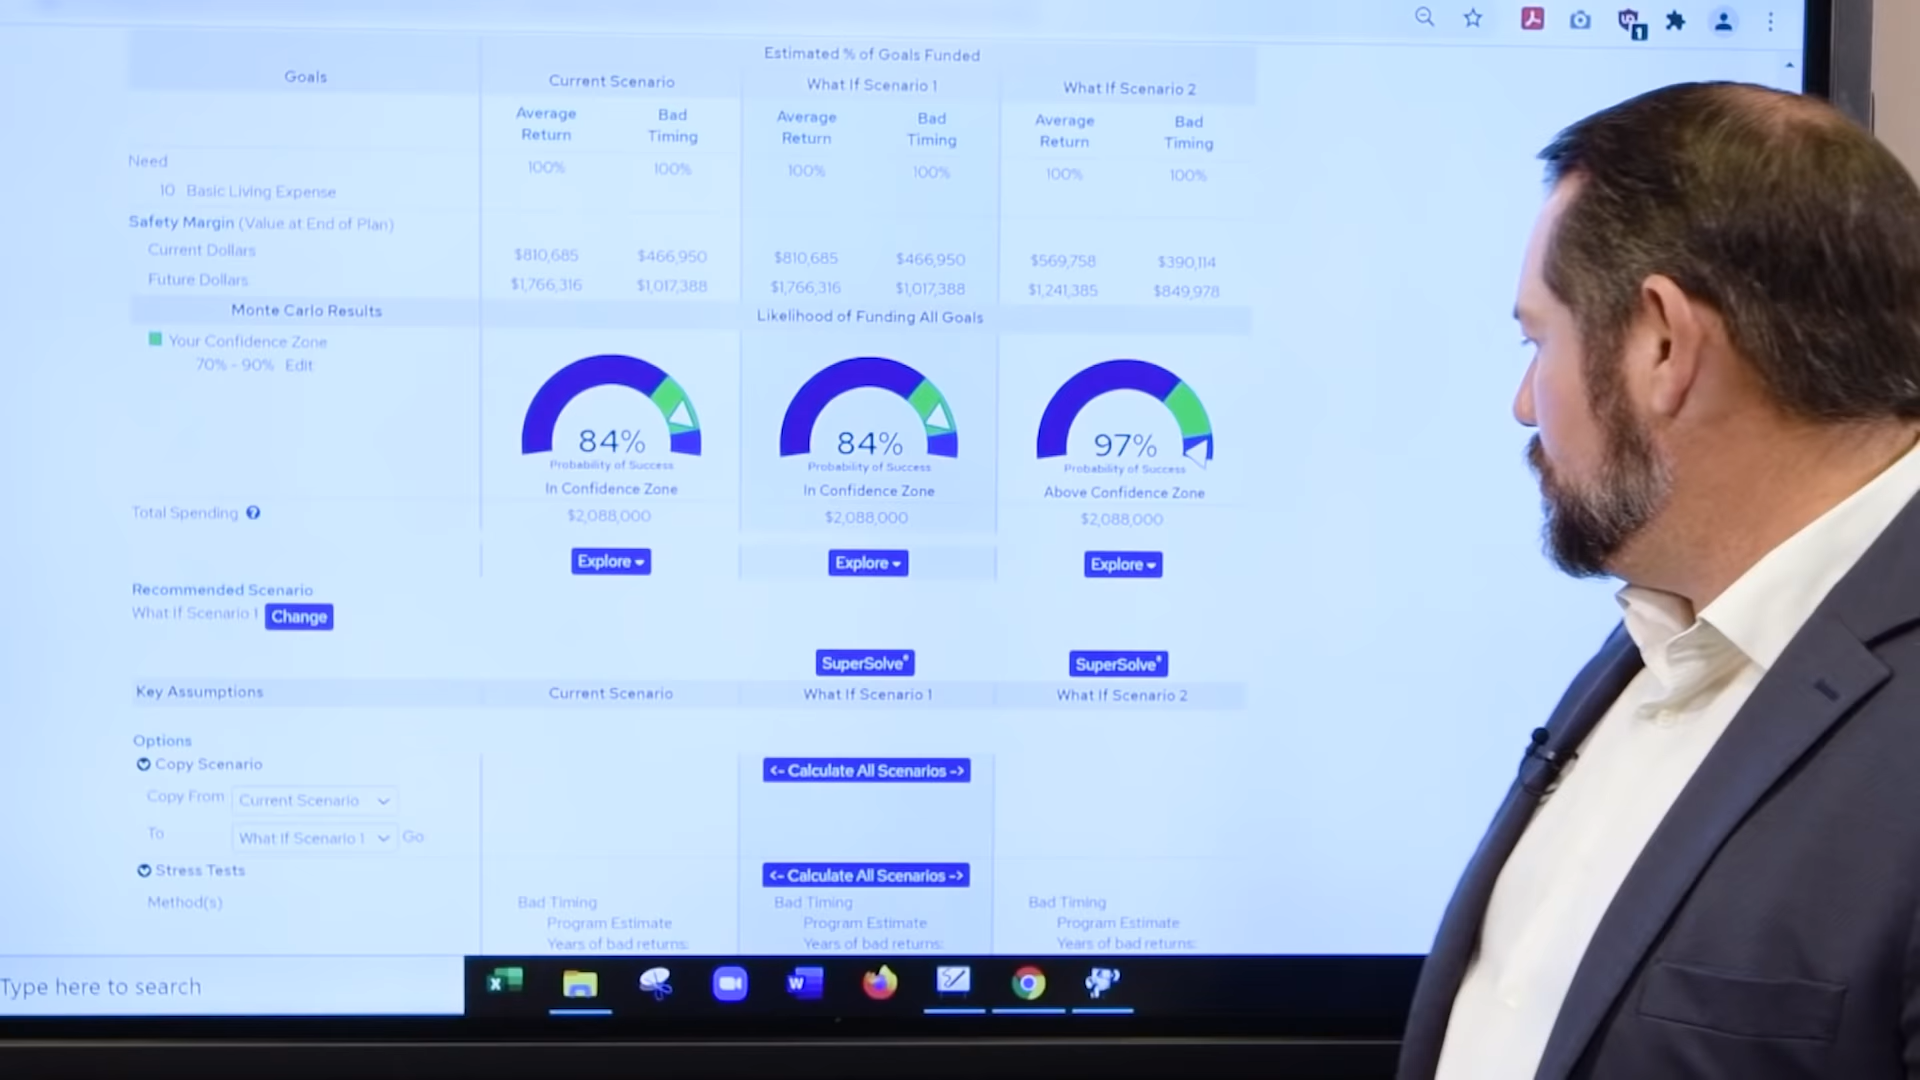 Estimated % of Goals Funded
Goals
Current Scenario
What If Scenario 1
What If Scenario 2
Average Return
Bad Timing
Average Return
Bad Timing
Average Return
Bad Timing
Need
10 Basic Living Expense
100% 100% 100% 100% 100% 100%
Safety Margin (Value at End of Plan)
Current Dollars
$810,685 $466,950 $810,685 $466,950 $569,758 $390,114
Future Dollars
$1,766,316 $1,017,388 $1,766,316 $1,017,388 $1,241,385 $849,978
Monte Carlo Results
Likelihood of Funding All Goals
Your Confidence Zone
70% - 90% Edit
84% 84% 97%
Probability of Success Probability of Success Probability of Success
In Confidence Zone In Confidence Zone Above Confidence Zone
Total Spending ?
$2,088,000 $2,088,000 $2,088,000
Explore Explore Explore
Recommended Scenario
What If Scenario 1 Change
SuperSolve® SuperSolve®
Key Assumptions Current Scenario What If Scenario 1 What If Scenario 2
Options
Copy Scenario
<- Calculate All Scenarios ->
Copy From Current Scenario
To What If Scenario 1 Go
Stress Tests
<- Calculate All Scenarios ->
Method(s)
Bad Timing Bad Timing Bad Timing
Program Estimate Program Estimate Program Estimate
Years of bad returns: Years of bad returns: Years of bad returns:
Type here to search
X
W
1